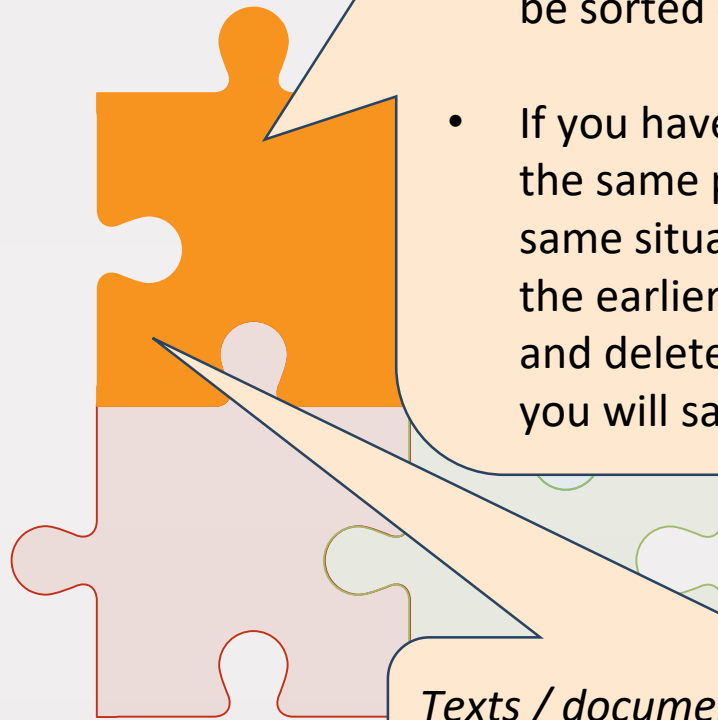 be sorted
• If you have
the same
same situa
the earlier
and delete
you will sa
Texts / docume